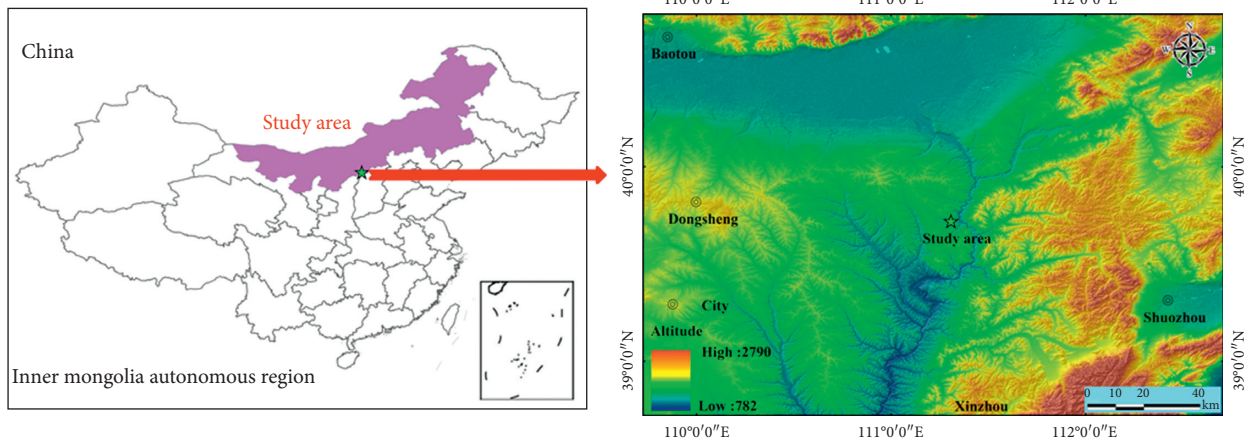 China
Study area
Inner mongolia autonomous region
110°0′0″E
111°0′0″E
112°0′0″E
Baotou
N
W
E
S
40°0′0″N
40°0′0″N
Dongsheng
Study area
City
Shuozhou
Altitude
High :2790
Low :782
39°0′0″N
39°0′0″N
Xinzhou
0 10 20 40
km
110°0′0″E
111°0′0″E
112°0′0″E